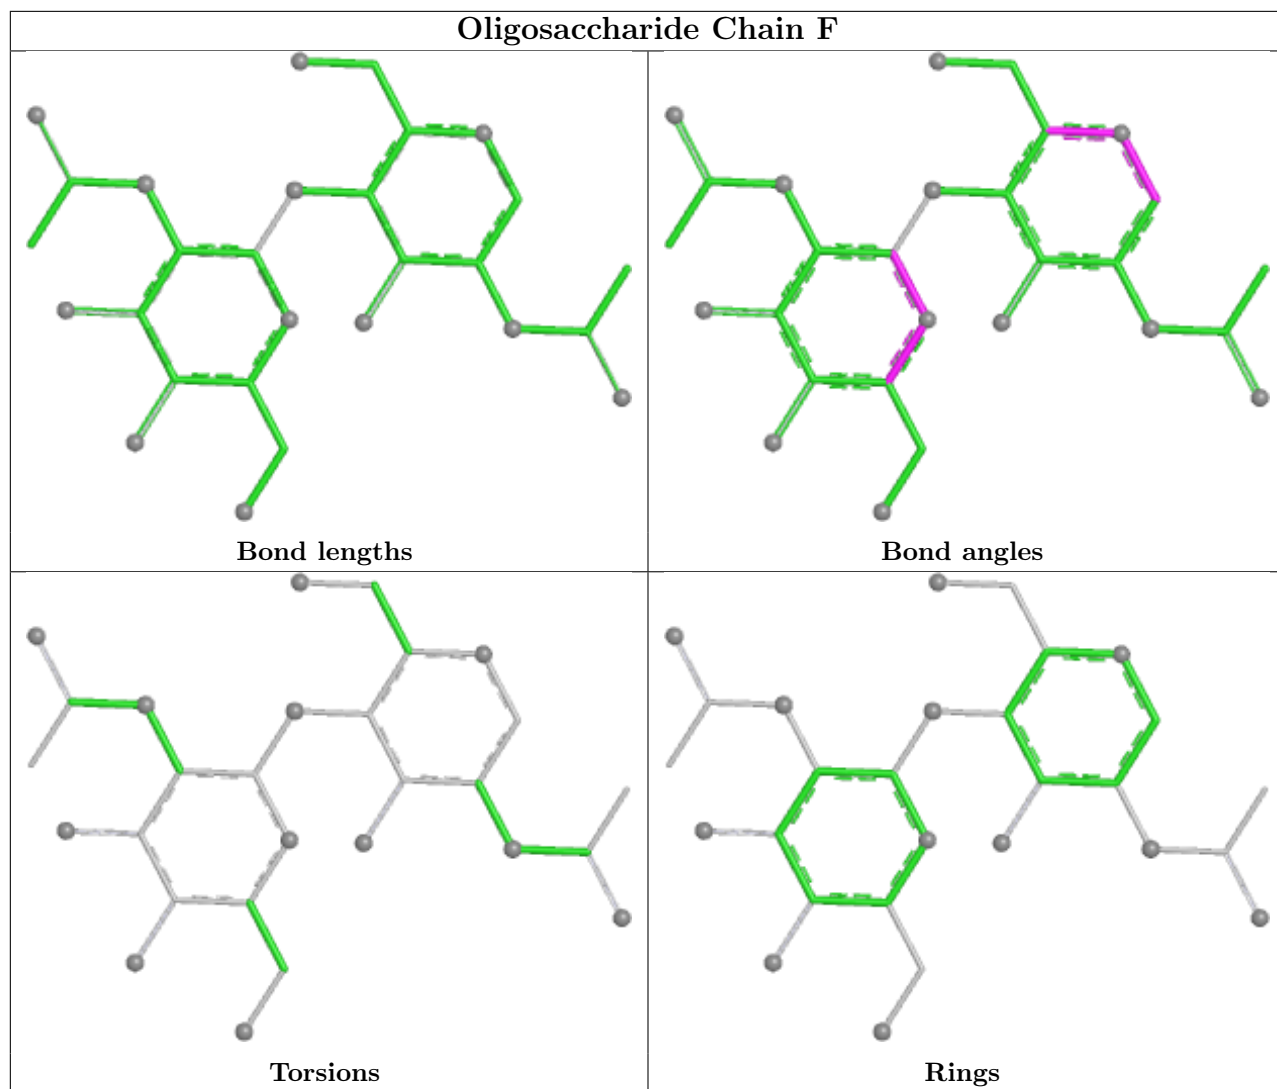 Oligosaccharide Chain F
Bond lengths
Bond angles
Torsions
Rings